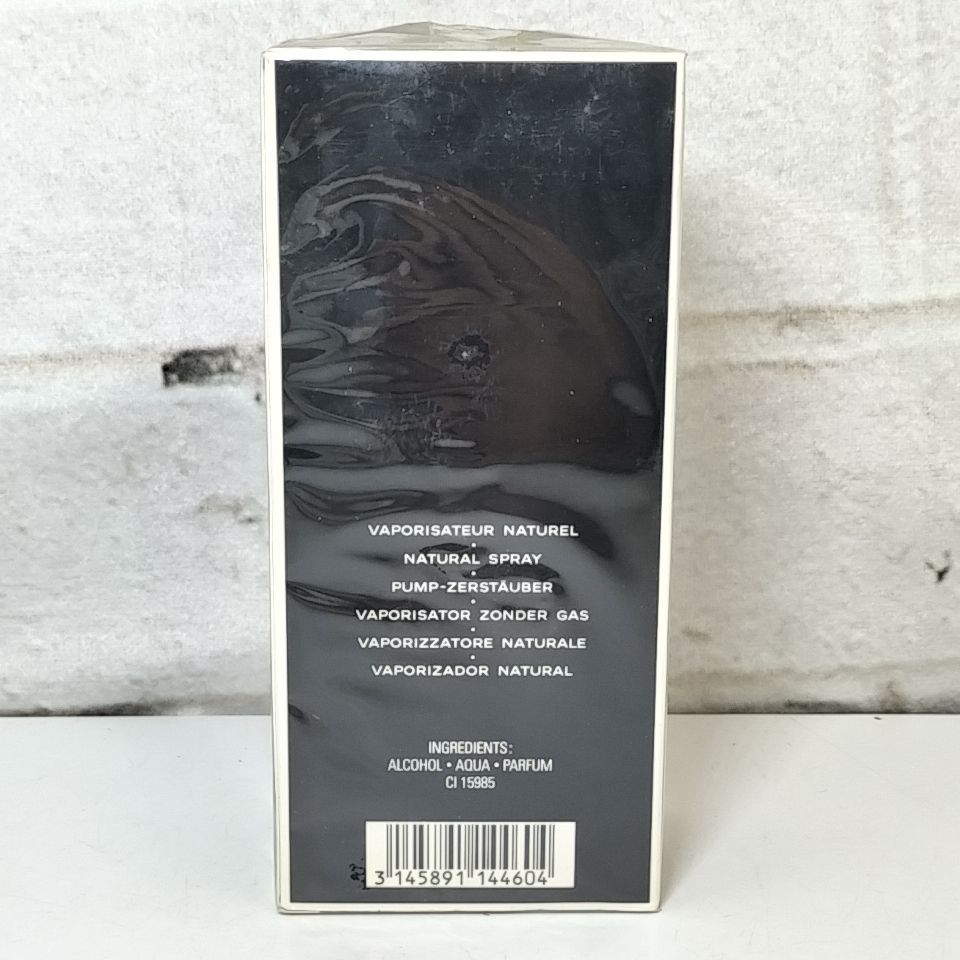 VAPORISATEUR NATUREL
•
NATURAL SPRAY
•
PUMP-ZERSTÄUBER
•
VAPORISATOR ZONDER GAS
•
VAPORIZZATORE NATURALE
•
VAPORIZADOR NATURAL
INGREDIENTS:
ALCOHOL • AQUA • PARFUM
CI 15985
3 145891 144604